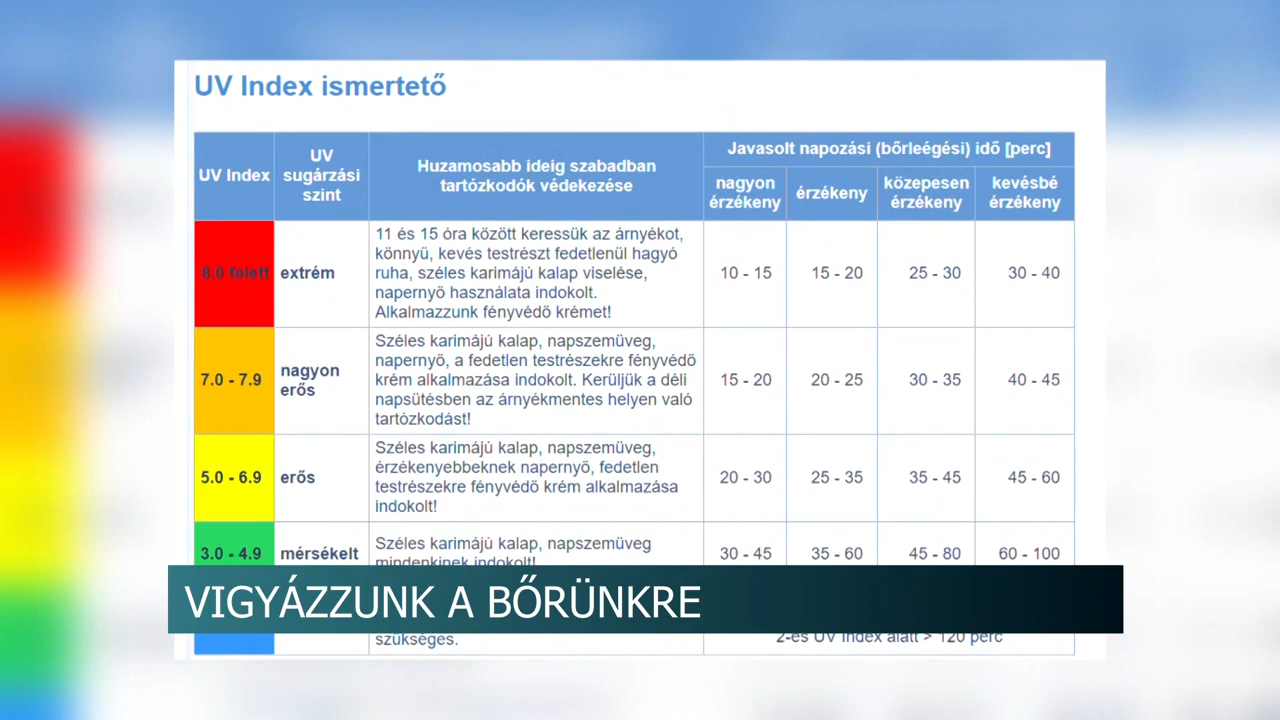 UV Index ismertető
UV Index
UV
sugárzási
szint
Huzamosabb ideig szabadban
tartózkodók védekezése
Javasolt napozási (bőrleégési) idő [perc]
nagyon
érzékeny
érzékeny
közepesen
érzékeny
kevésbé
érzékeny
8.0 felett
extrém
11 és 15 óra között keressük az árnyékot,
könnyű, kevés testrészt fedetlenül hagyó
ruha, széles karimájú kalap viselése,
napernyő használata indokolt.
Alkalmazzunk fényvédő krémet!
10 - 15
15 - 20
25 - 30
30 - 40
7.0 - 7.9
nagyon
erős
Széles karimájú kalap, napszemüveg,
napernyő, a fedetlen testrészekre fényvédő
krém alkalmazása indokolt. Kerüljük a déli
napsütésben az árnyékmentes helyen való
tartózkodást!
15 - 20
20 - 25
30 - 35
40 - 45
5.0 - 6.9
erős
Széles karimájú kalap, napszemüveg,
érzékenyebbeknek napernyő, fedetlen
testrészekre fényvédő krém alkalmazása
indokolt!
20 - 30
25 - 35
35 - 45
45 - 60
3.0 - 4.9
mérsékelt
Széles karimájú kalap, napszemüveg
mindenkinek indokolt!
30 - 45
35 - 60
45 - 80
60 - 100
VIGYÁZZUNK A BŐRÜNKRE
szükséges.
2-es UV Index alatt > 120 perc